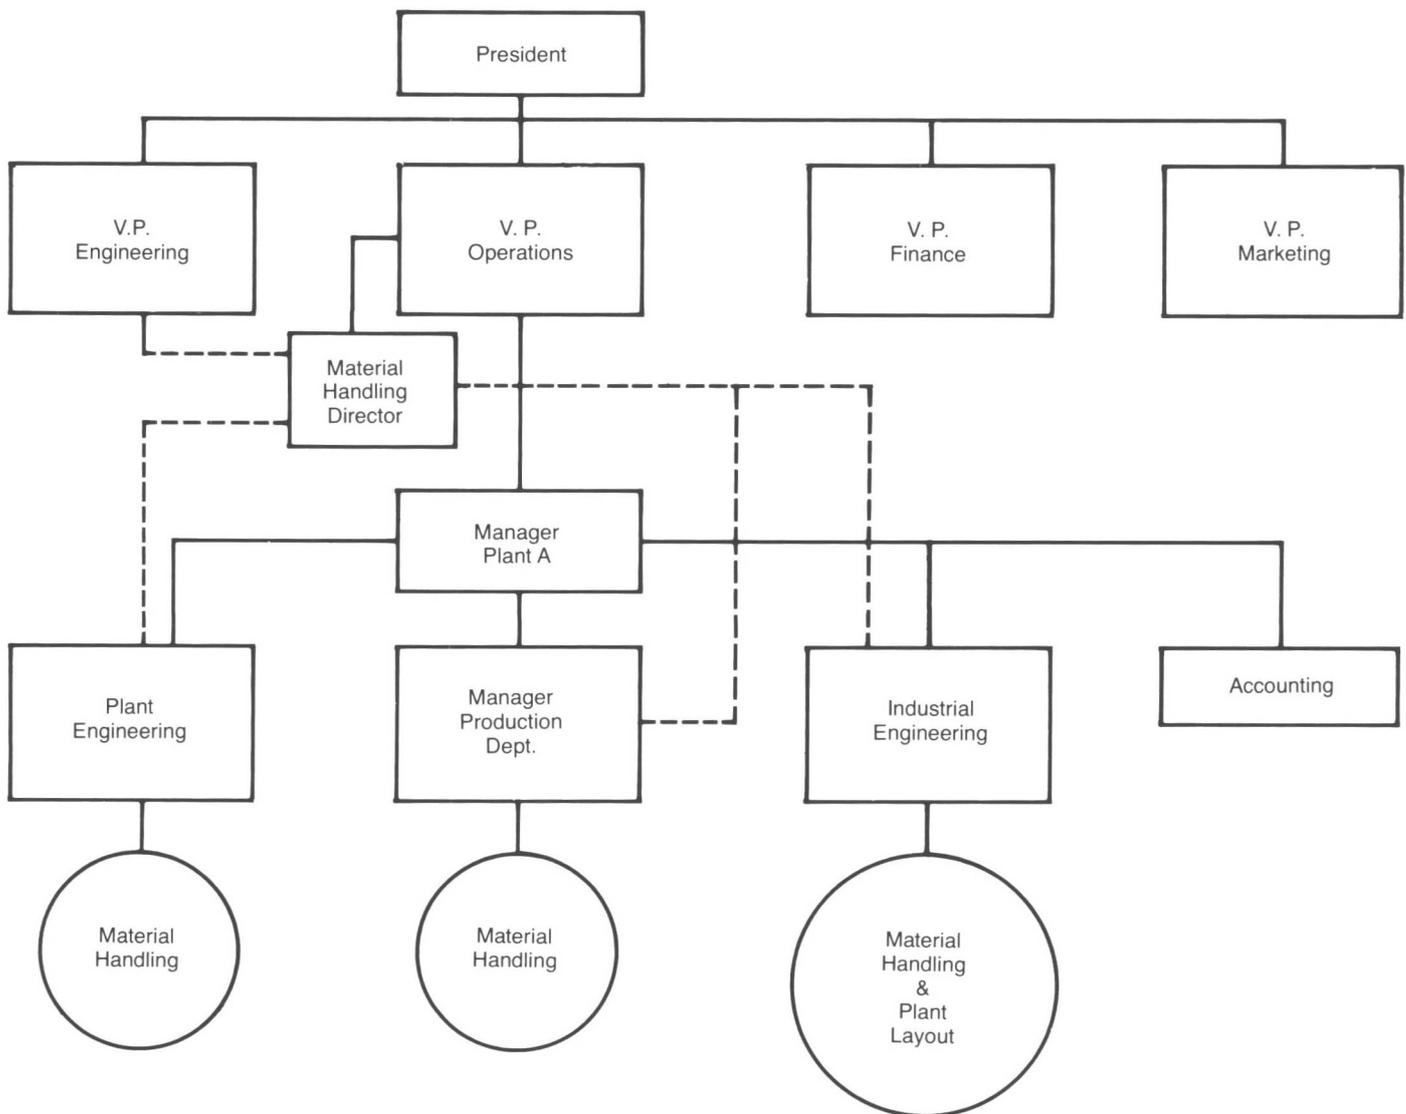 President
V.P.
Engineering
V. P.
Operations
V. P.
Finance
V. P.
Marketing
Material
Handling
Director
Manager
Plant A
Plant
Engineering
Manager
Production
Dept.
Industrial
Engineering
Accounting
Material
Handling
Material
Handling
Material
Handling
&
Plant
Layout